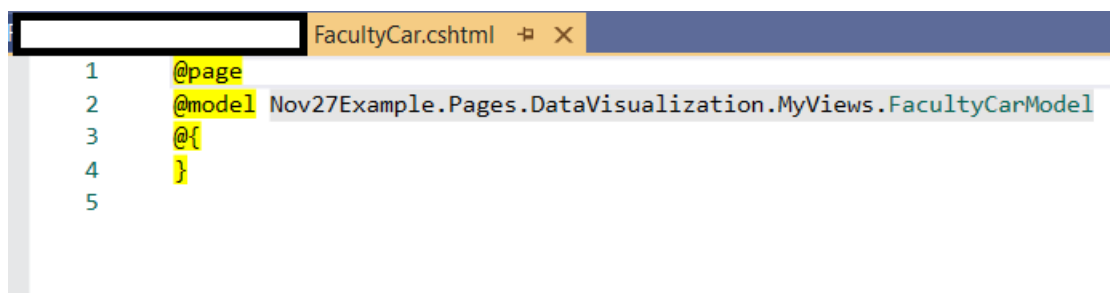 FacultyCar.cshtml
1 @page
2 @model Nov27Example.Pages.DataVisualization.MyViews.FacultyCarModel
3 @{
4 }
5